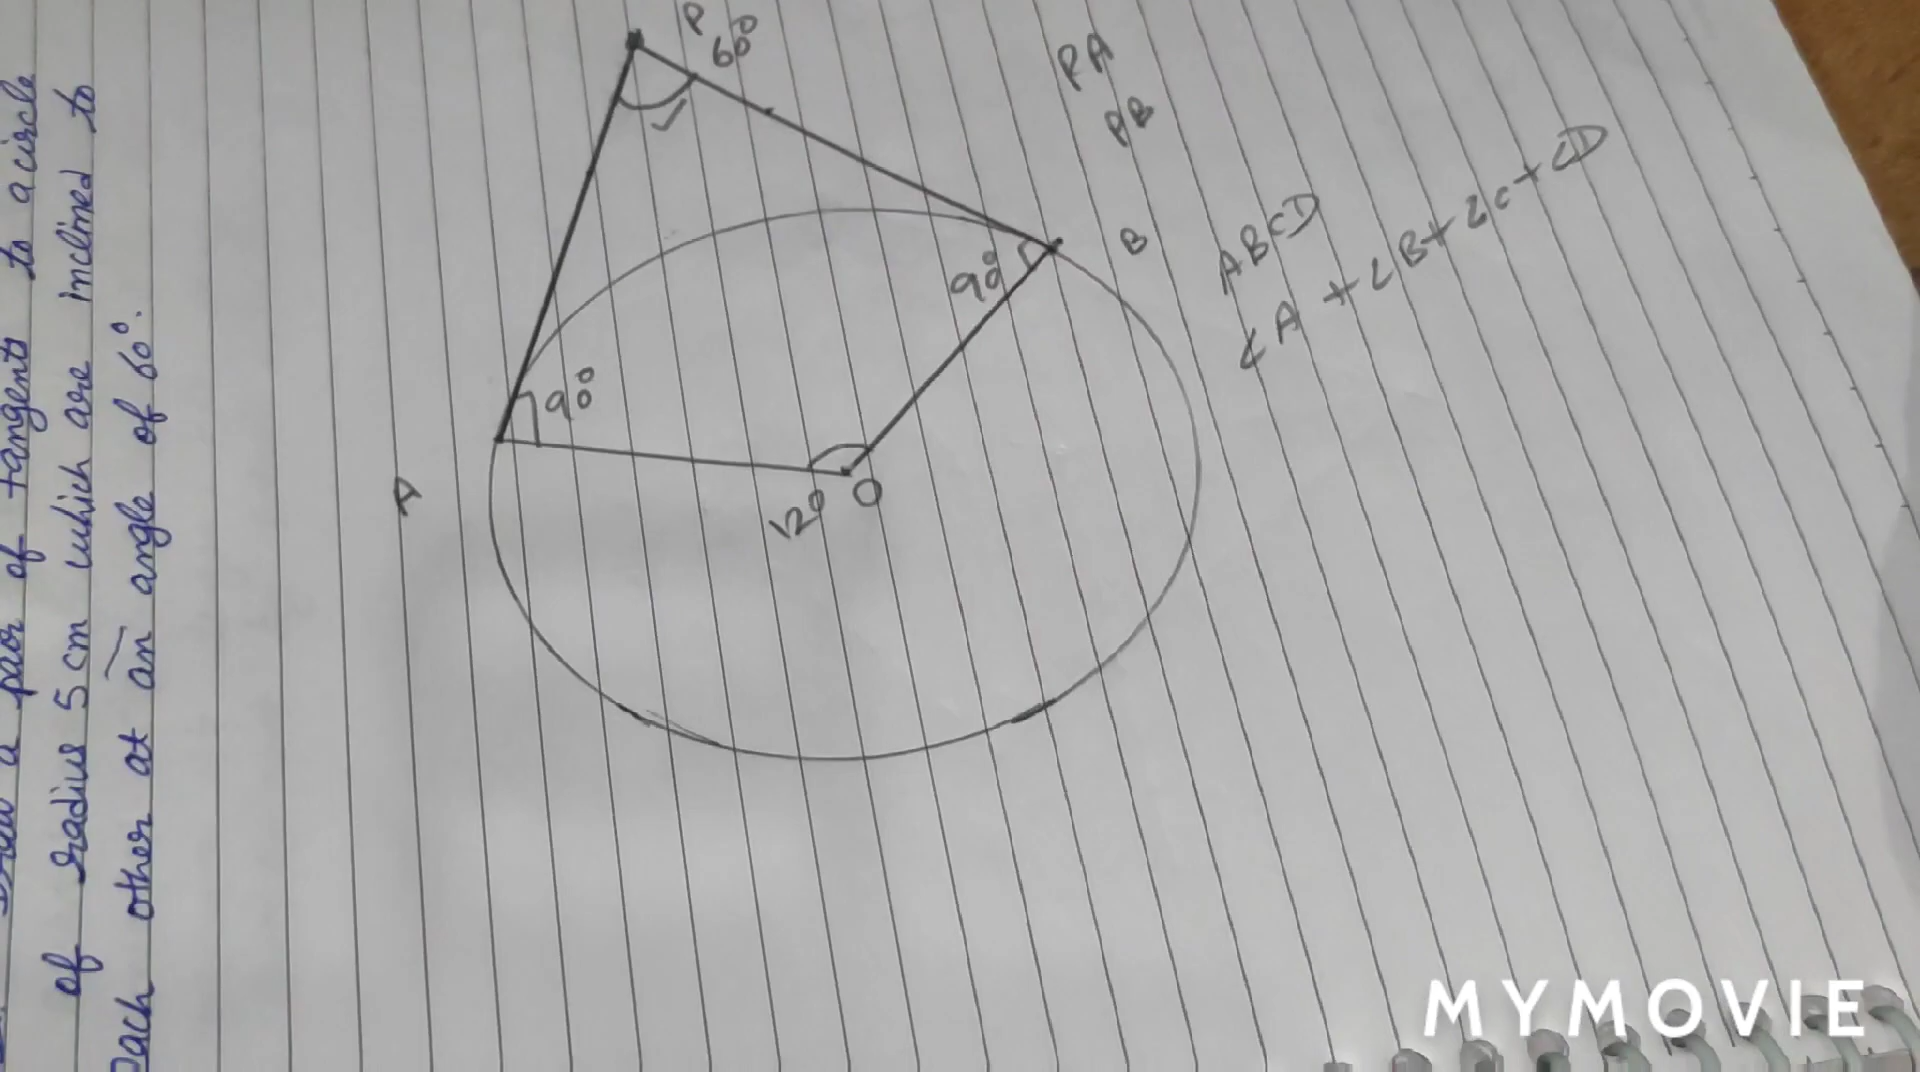 a pair of tangents to a circle
of radius 5 cm which are inclined to
each other at an angle of 60°.
P
60°
PA
PB
B
90°
90°
A
120°
O
ABCD
∠A + ∠B + ∠C + ∠D
MYMOVIE